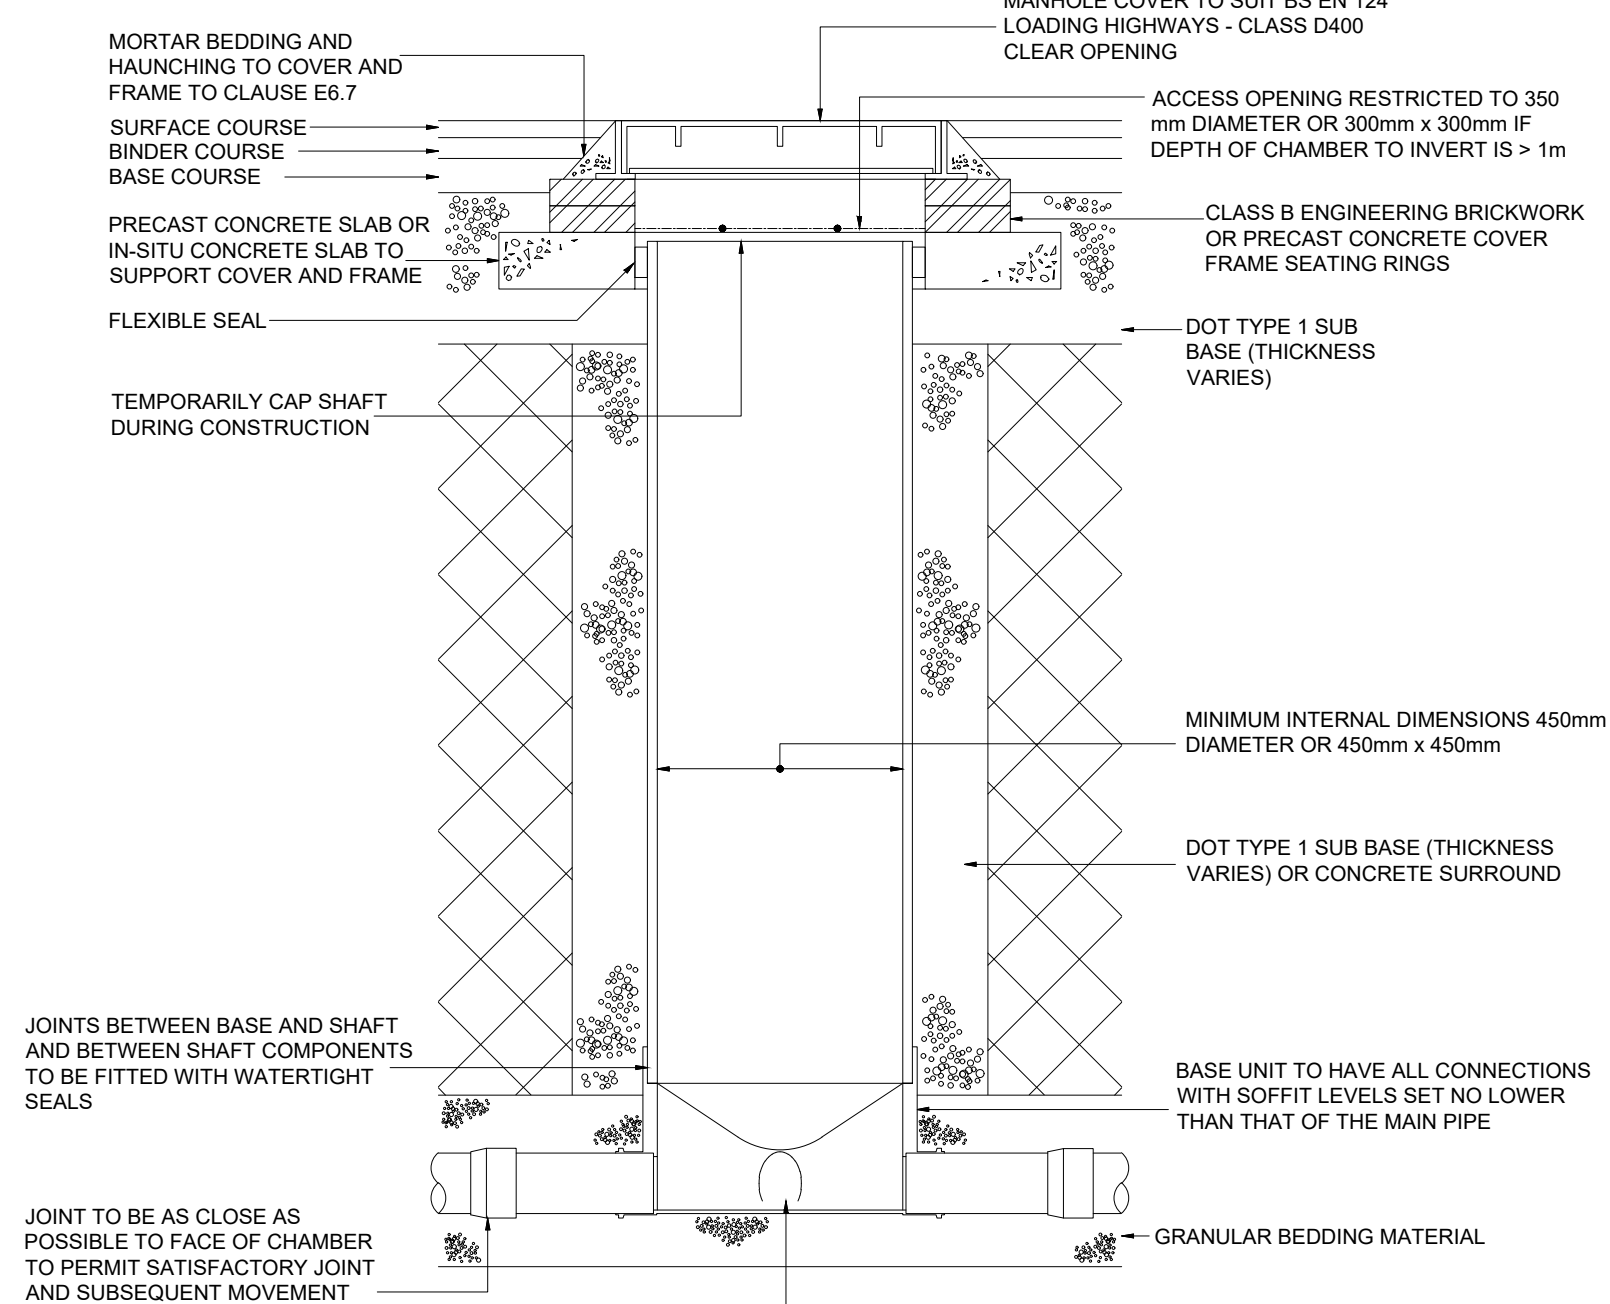 MANHOLE COVER TO SUIT BS EN 124
LOADING HIGHWAYS - CLASS D400
CLEAR OPENING
MORTAR BEDDING AND
HAUNCHING TO COVER AND
FRAME TO CLAUSE E6.7
SURFACE COURSE
BINDER COURSE
BASE COURSE
ACCESS OPENING RESTRICTED TO 350
mm DIAMETER OR 300mm x 300mm IF
DEPTH OF CHAMBER TO INVERT IS > 1m
PRECAST CONCRETE SLAB OR
IN-SITU CONCRETE SLAB TO
SUPPORT COVER AND FRAME
CLASS B ENGINEERING BRICKWORK
OR PRECAST CONCRETE COVER
FRAME SEATING RINGS
FLEXIBLE SEAL
DOT TYPE 1 SUB
BASE (THICKNESS
VARIES)
TEMPORARILY CAP SHAFT
DURING CONSTRUCTION
MINIMUM INTERNAL DIMENSIONS 450mm
DIAMETER OR 450mm x 450mm
DOT TYPE 1 SUB BASE (THICKNESS
VARIES) OR CONCRETE SURROUND
JOINTS BETWEEN BASE AND SHAFT
AND BETWEEN SHAFT COMPONENTS
TO BE FITTED WITH WATERTIGHT
SEALS
BASE UNIT TO HAVE ALL CONNECTIONS
WITH SOFFIT LEVELS SET NO LOWER
THAN THAT OF THE MAIN PIPE
JOINT TO BE AS CLOSE AS
POSSIBLE TO FACE OF CHAMBER
TO PERMIT SATISFACTORY JOINT
AND SUBSEQUENT MOVEMENT
GRANULAR BEDDING MATERIAL